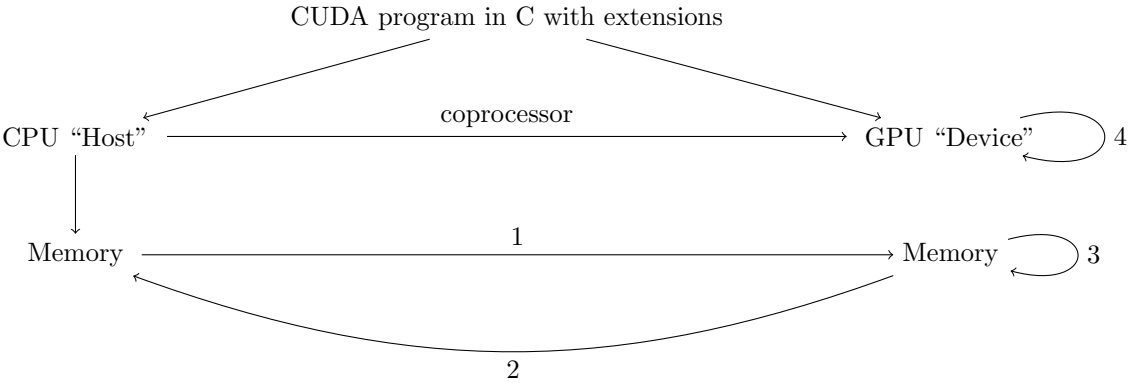 CUDA program in C with extensions
coprocessor
CPU “Host”
GPU “Device”
4
1
Memory
Memory
3
2